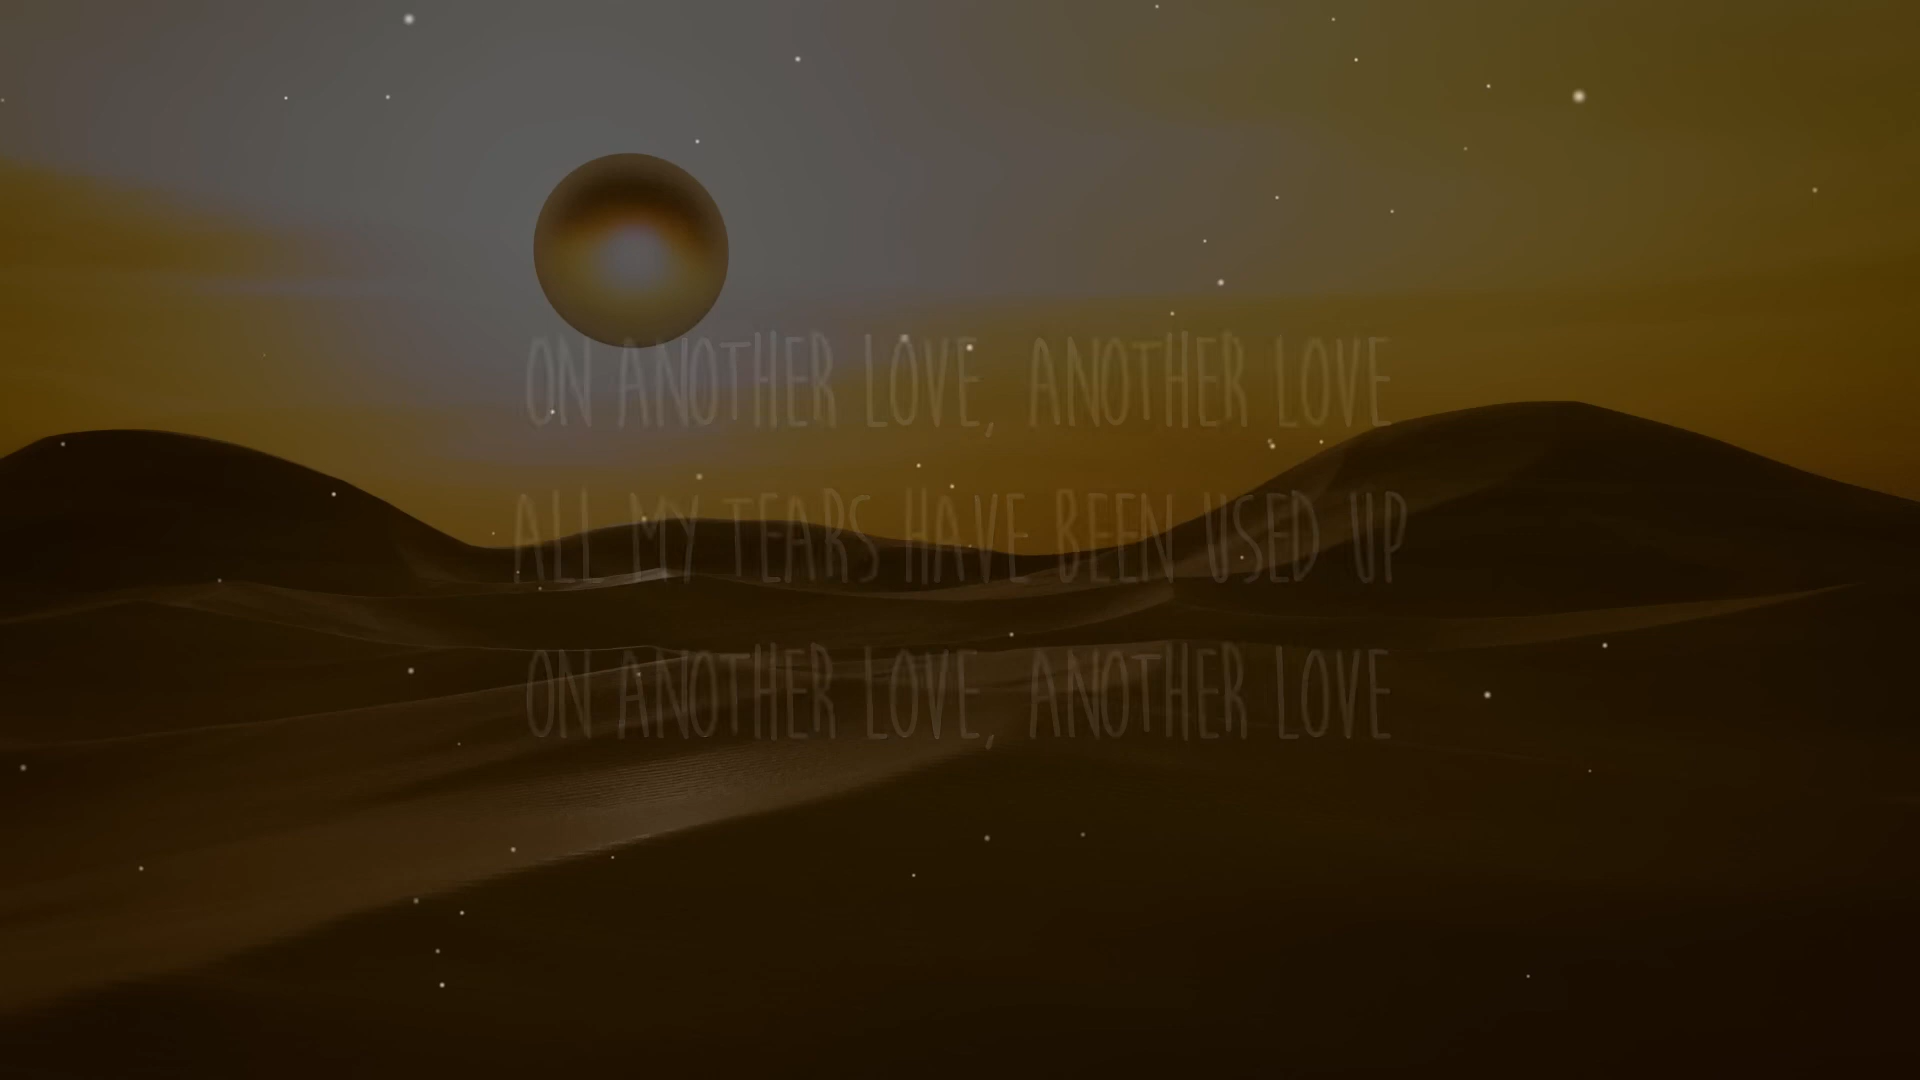 ON ANOTHER LOVE, ANOTHER LOVE
ALL MY TEARS HAVE BEEN USED UP
ON ANOTHER LOVE, ANOTHER LOVE